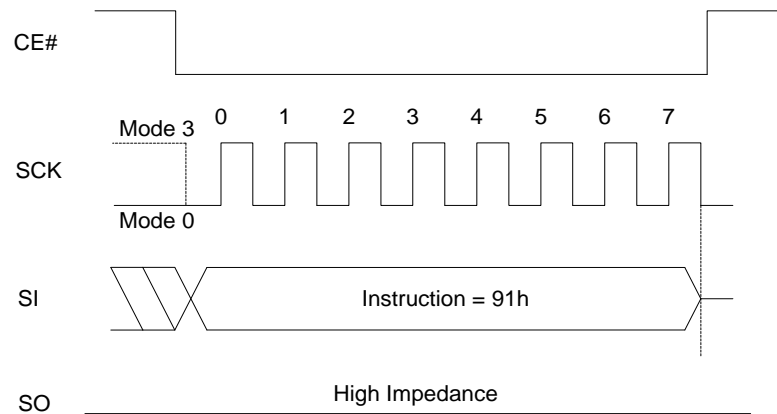 CE#
0 1 2 3 4 5 6 7
Mode 3
SCK
Mode 0
SI
Instruction = 91h
High Impedance
SO